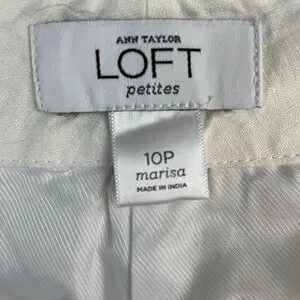 ANN TAYLOR
LOFT
petites
10P
marisa
MADE IN INDIA